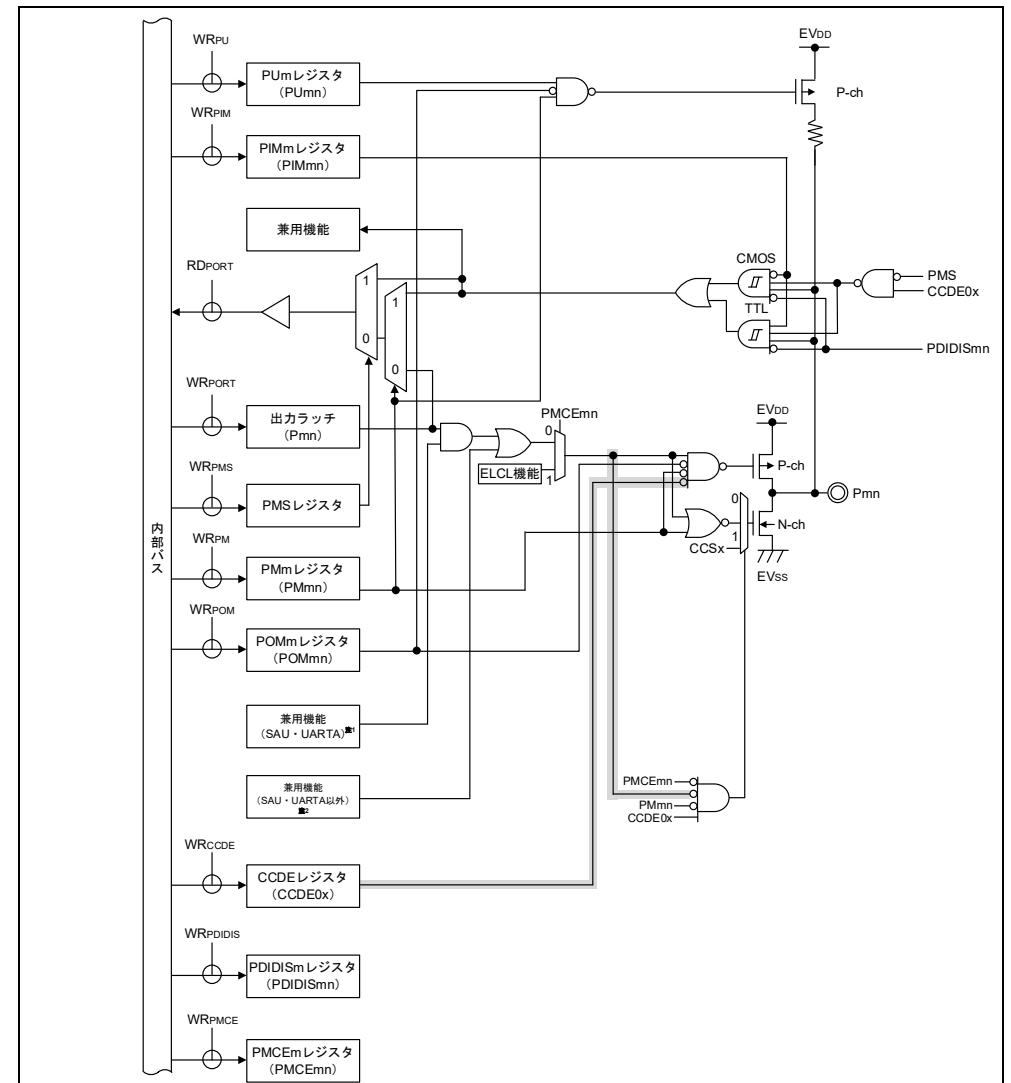 WRPU
PUmレジスタ
（PUmn）
EVDD
P-ch
WRPIM
PIMmレジスタ
（PIMmn）
兼用機能
RDPORT
1
0
1
0
CMOS
TTL
PMS
CCDE0x
PDIDISmn
WRPORT
出力ラッチ
（Pmn）
PMCEmn
0
1
ELCL機能
EVDD
P-ch
Pmn
N-ch
EVSS
0
1
CCSx
WRPMS
PMSレジスタ
内部バス
WRPM
PMmレジスタ
（PMmn）
WRPOM
POMmレジスタ
（POMmn）
兼用機能
（SAU・UARTA）注1
兼用機能
（SAU・UARTA以外）
注2
PMCEmn
PMmn
CCDE0x
WRCCDE
CCDEレジスタ
（CCDE0x）
WRPDIDIS
PDIDISmレジスタ
（PDIDISmn）
WRPMCE
PMCEmレジスタ
（PMCEmn）